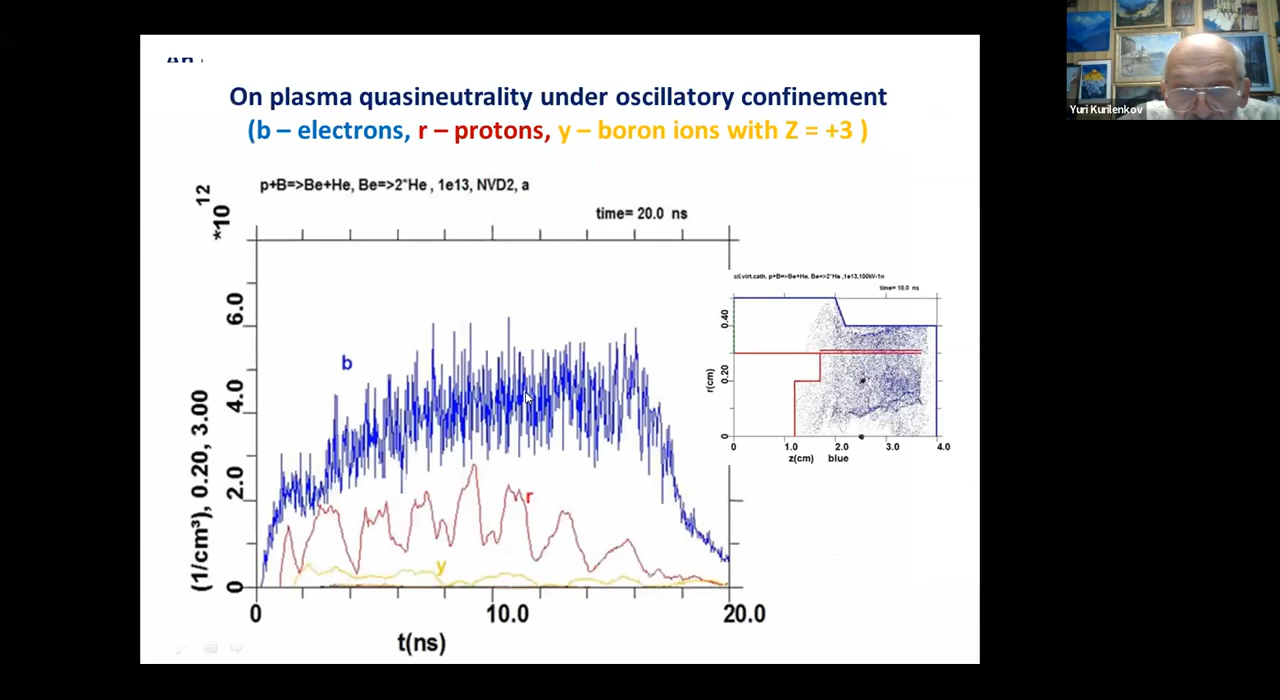 On plasma quasineutrality under oscillatory confinement
(b – electrons, r – protons, y – boron ions with Z = +3 )
p+B=>Be+He, Be=>2*He , 1e13, NVD2, a
time= 20.0 ns
*10 12
(1/cm³), 0.20, 3.00
6.0
4.0
2.0
0
b
r
y
0 10.0 20.0
t(ns)
cil.virt.cath, p+B=>Be+He, Be=>2*He ,1e13,100kV-1n
time= 10.0 ns
r(cm)
0.40
0.20
0
0 1.0 2.0 3.0 4.0
z(cm) blue
Yuri Kurilenkov